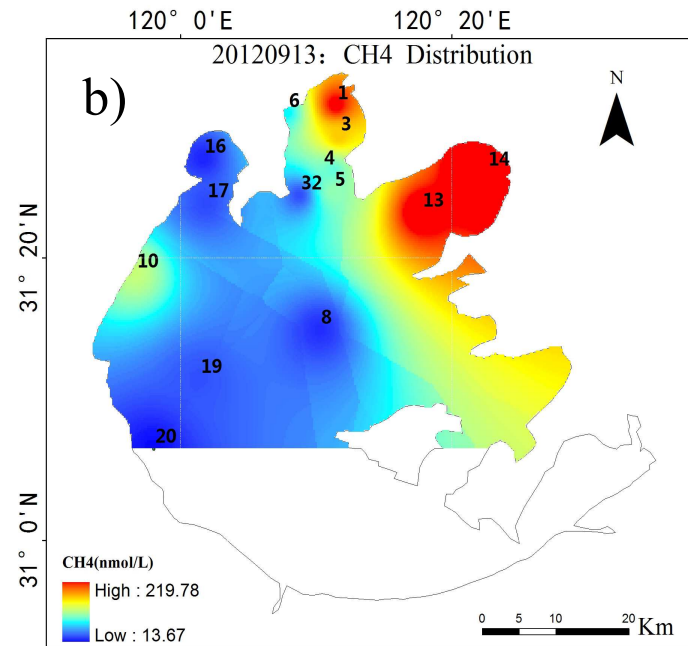 120° 0'E 120° 20'E
20120913: CH4 Distribution
b)
N
1
6
3
16
4
14
32
5
17
13
31° 20'N
10
8
19
20
31° 0'N
CH4(nmol/L)
High : 219.78
Low : 13.67
0 5 10 20
Km